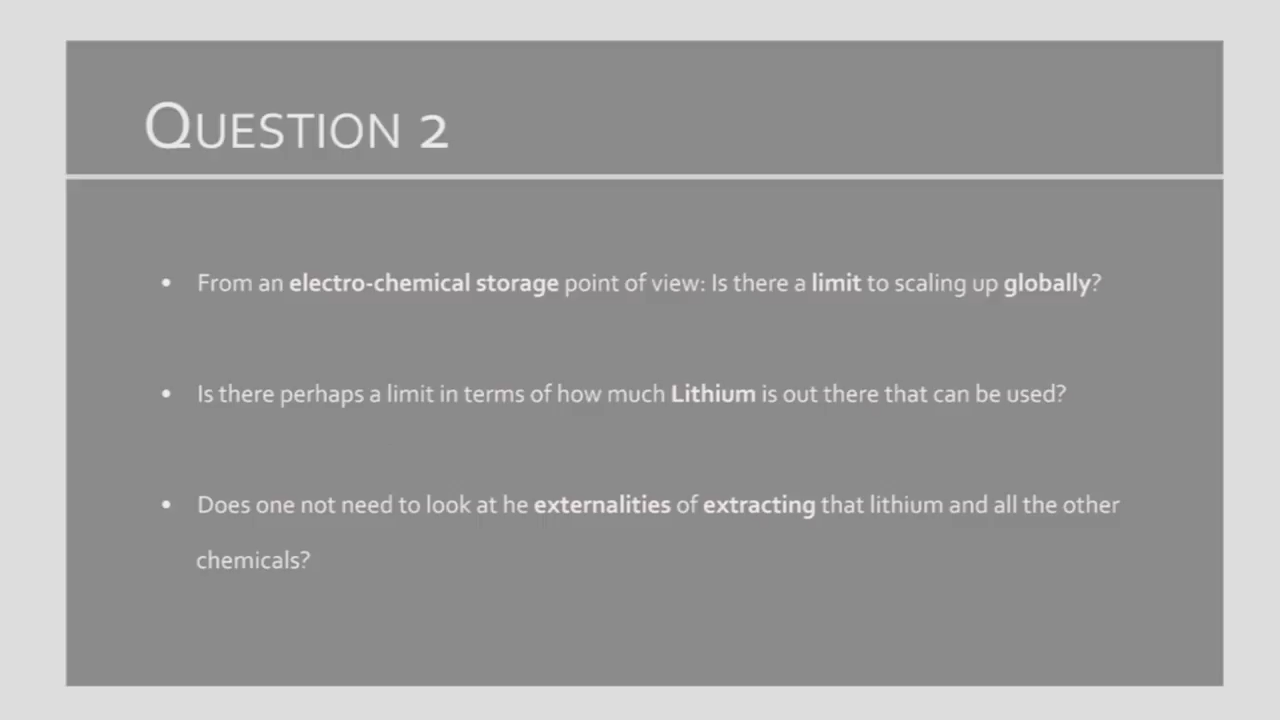 QUESTION 2
• From an electro-chemical storage point of view: Is there a limit to scaling up globally?
• Is there perhaps a limit in terms of how much Lithium is out there that can be used?
• Does one not need to look at he externalities of extracting that lithium and all the other
chemicals?